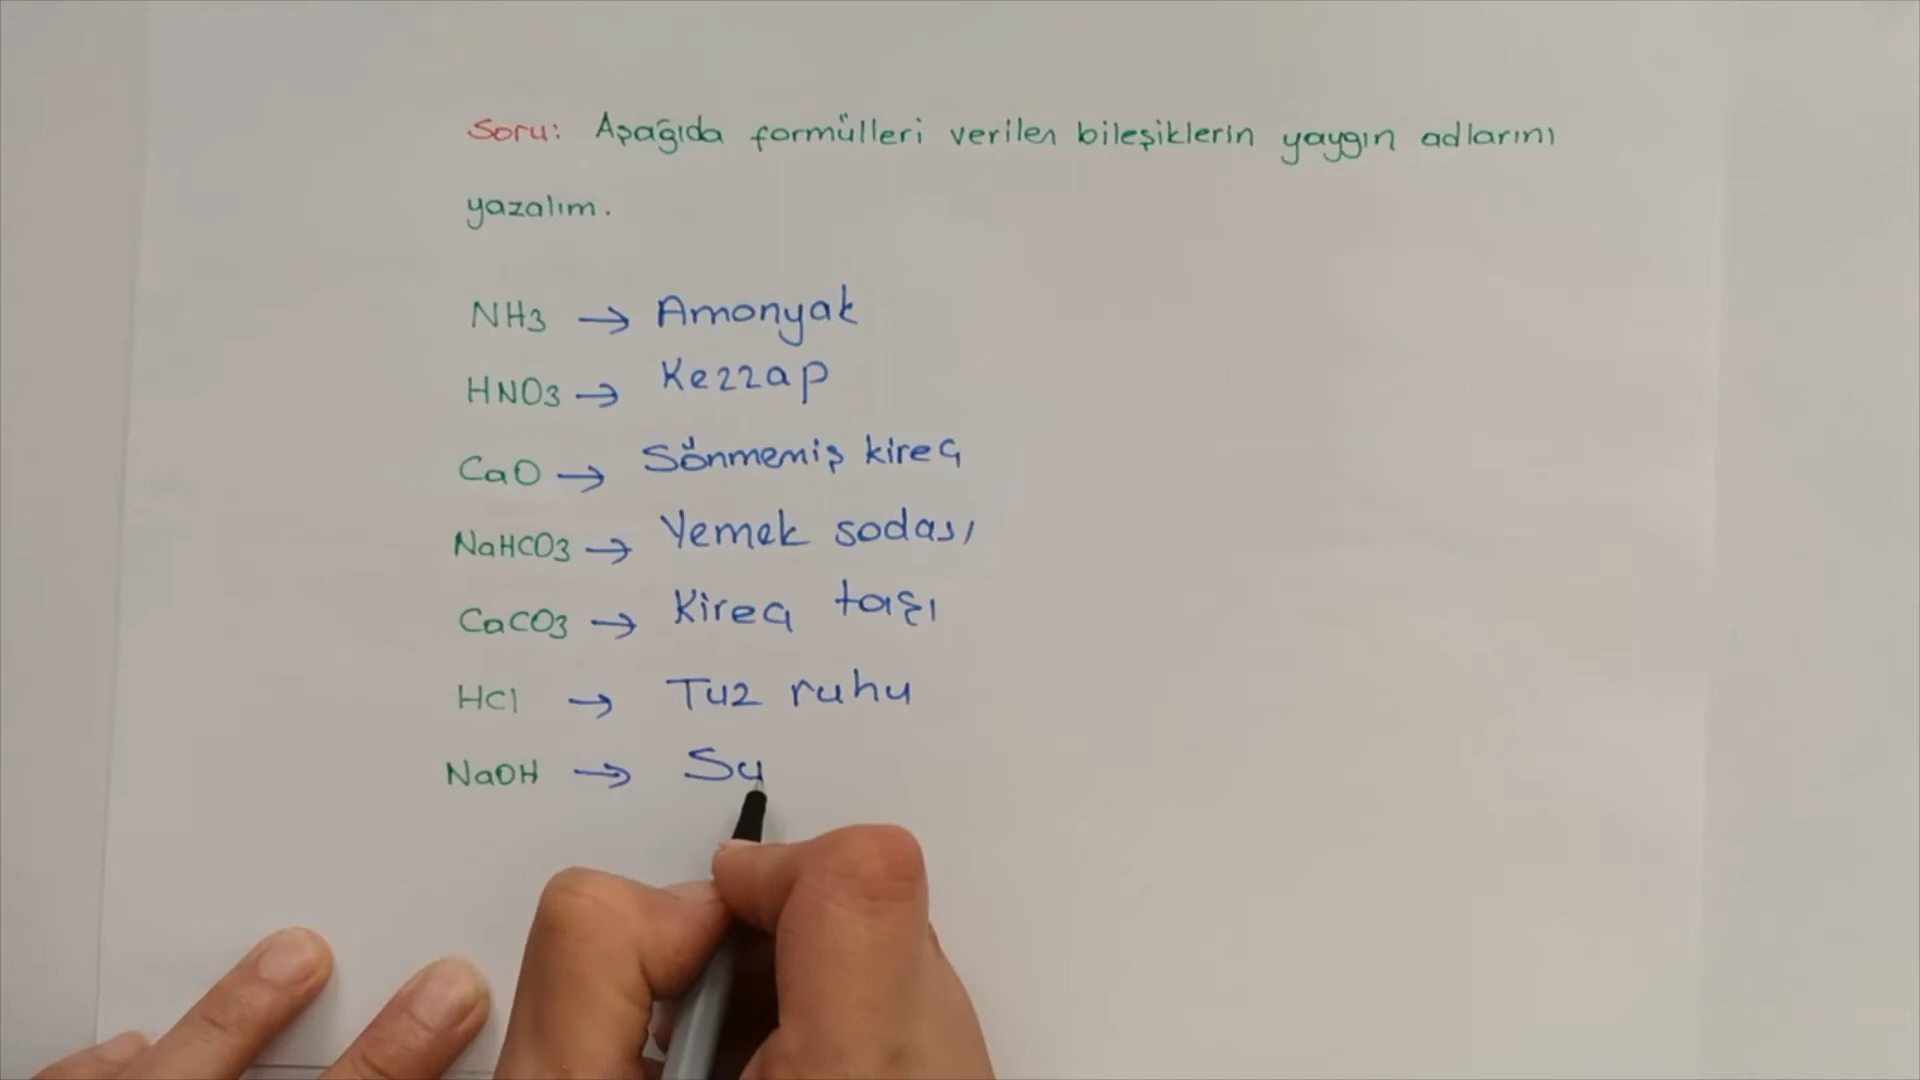 Soru: Aşağıda formülleri verilen bileşiklerin yaygın adlarını
yazalım.
NH3 → Amonyak
HNO3 → Kezzap
CaO → Sönmemiş kireç
NaHCO3 → Yemek sodası
CaCO3 → Kireç taşı
HCl → Tuz ruhu
NaOH → Su